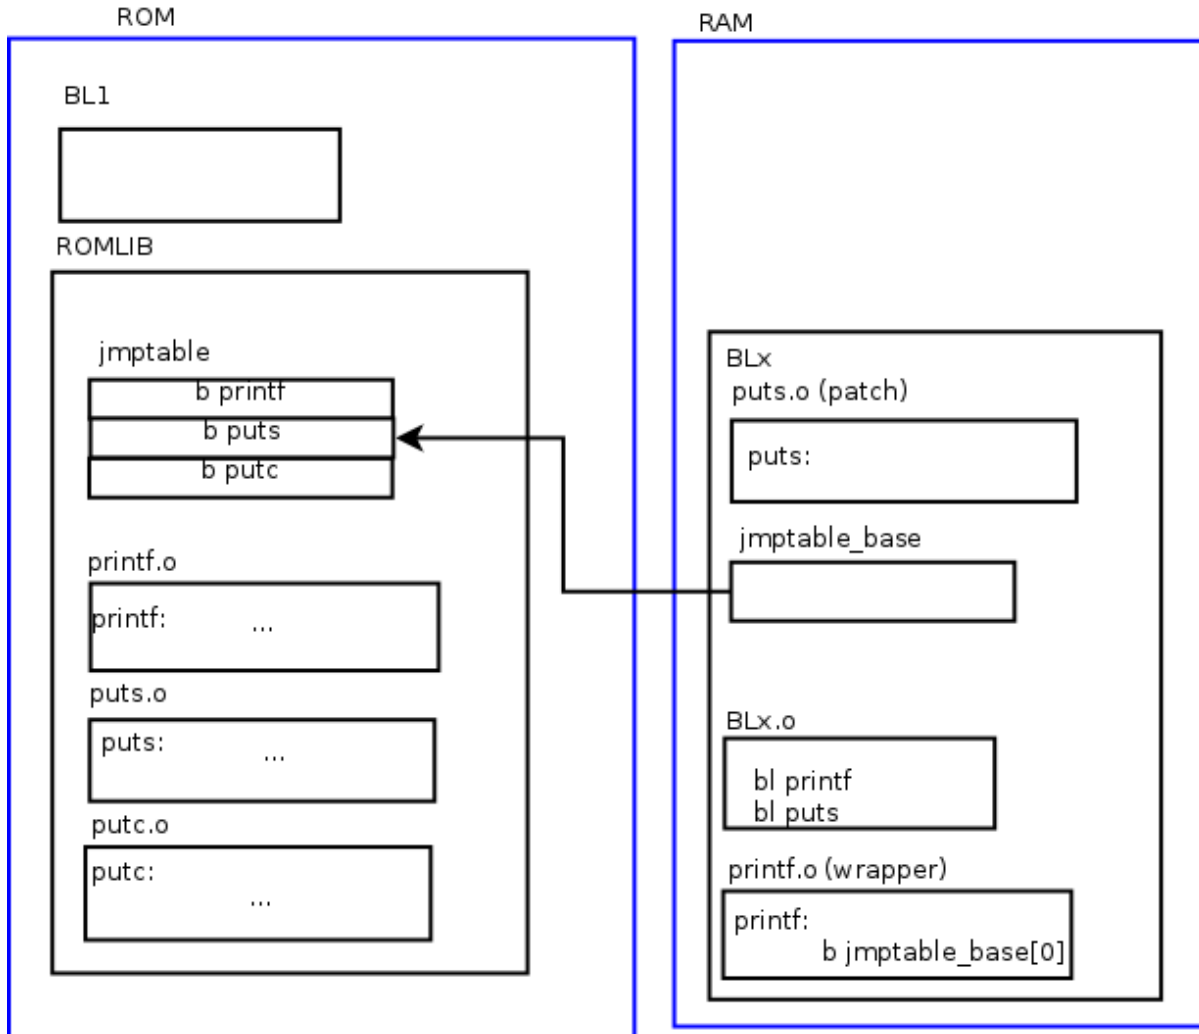 ROM
BL1
ROMLIB
jmptable
b printf
b puts
b putc
printf.o
printf:
...
puts.o
puts:
...
putc.o
putc:
...
RAM
BLx
puts.o (patch)
puts:
jmptable_base
BLx.o
bl printf
bl puts
printf.o (wrapper)
printf:
b jmptable_base[0]